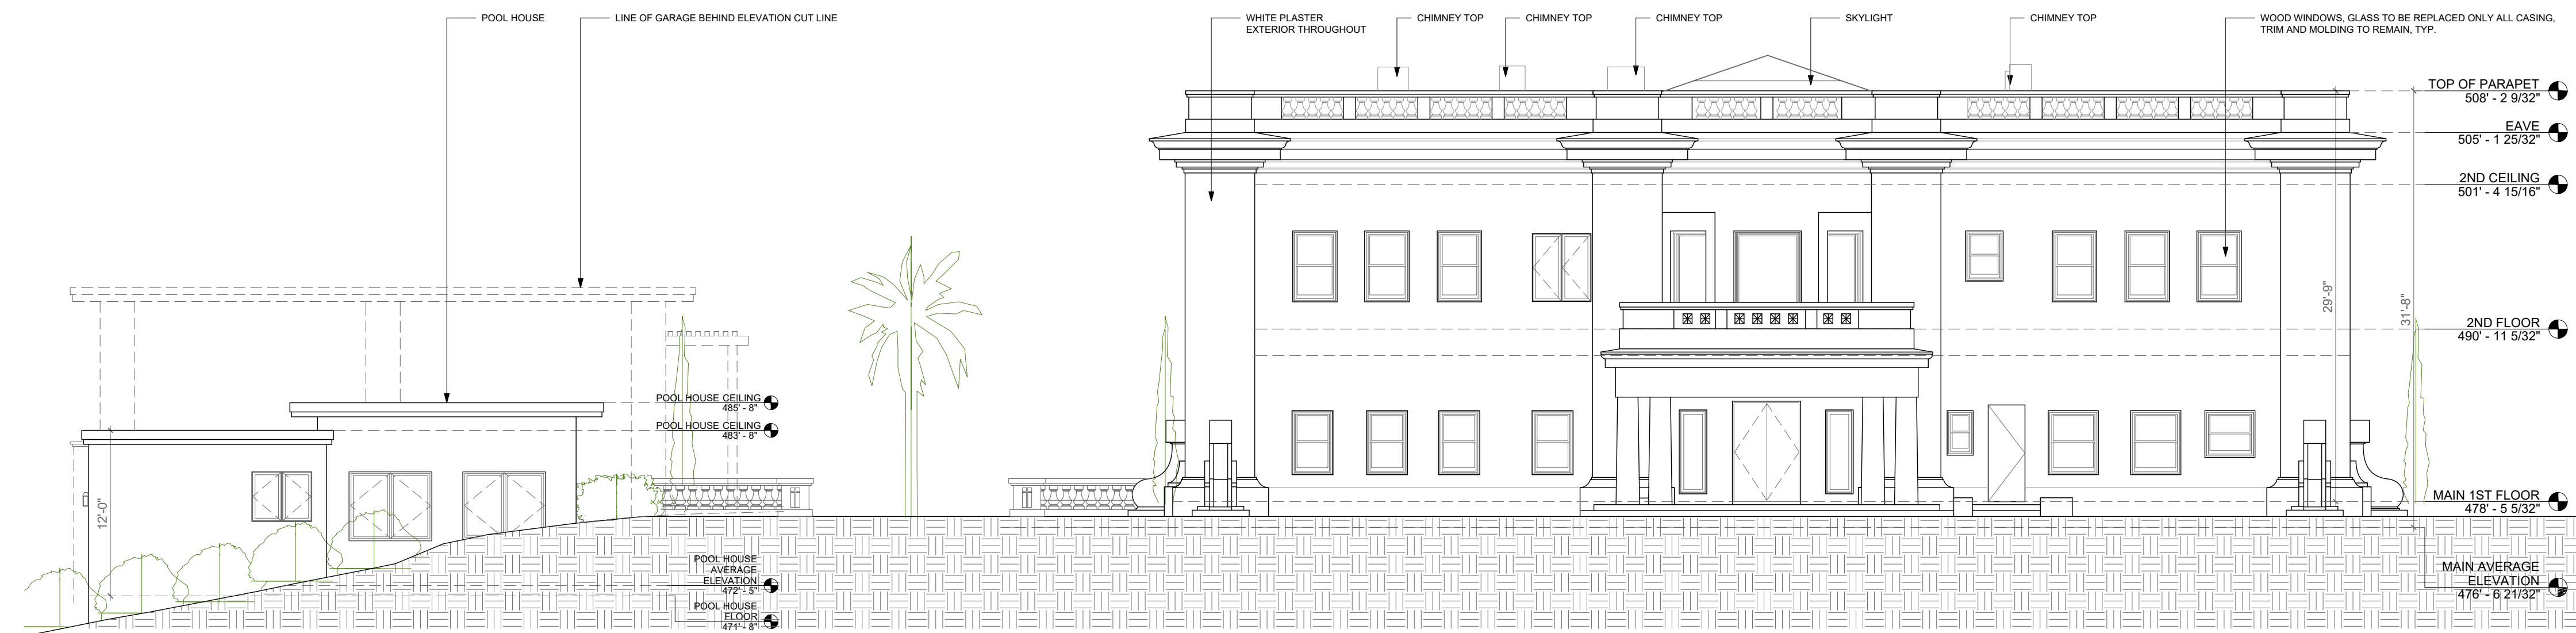 POOL HOUSE
LINE OF GARAGE BEHIND ELEVATION CUT LINE
WHITE PLASTER
EXTERIOR THROUGHOUT
CHIMNEY TOP
CHIMNEY TOP
CHIMNEY TOP
SKYLIGHT
CHIMNEY TOP
WOOD WINDOWS, GLASS TO BE REPLACED ONLY ALL CASING,
TRIM AND MOLDING TO REMAIN, TYP.
TOP OF PARAPET
508' - 2 9/32"
EAVE
505' - 1 25/32"
2ND CEILING
501' - 4 15/16"
29'-9"
31'-8"
2ND FLOOR
490' - 11 5/32"
POOL HOUSE CEILING
485' - 8"
POOL HOUSE CEILING
483' - 8"
12'-0"
MAIN 1ST FLOOR
478' - 5 5/32"
POOL HOUSE
AVERAGE
ELEVATION
472' - 5"
POOL HOUSE
FLOOR
471' - 8"
MAIN AVERAGE
ELEVATION
476' - 6 21/32"